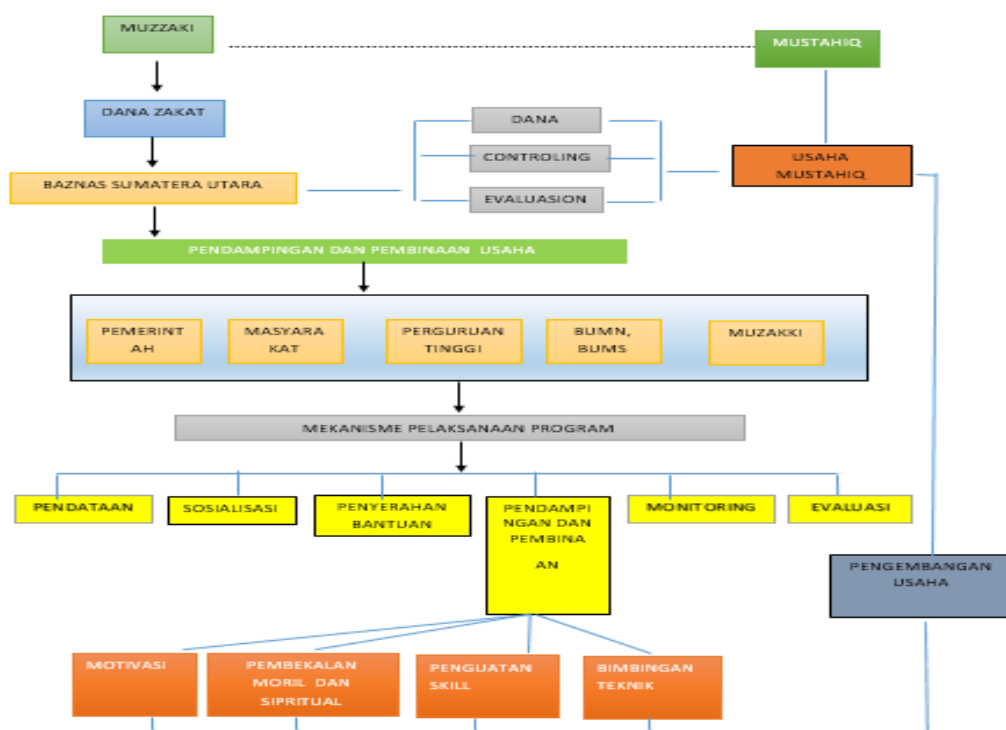 MUZZAKI
MUSTAHIQ
DANA ZAKAT
DANA
CONTROLING
EVALUASION
USAHA
MUSTAHIQ
BAZNAS SUMATERA UTARA
PENDAMPINGAN DAN PEMBINAAN USAHA
PEMERINT
AH
MASYARA
KAT
PERGURUAN
TINGGI
BUMN,
BUMS
MUZAKKI
MEKANISME PELAKSANAAN PROGRAM
PENDATAAN
SOSIALISASI
PENYERAHAN
BANTUAN
PENDAMPI
NGAN DAN
PEMBINA
AN
MONITORING
EVALUASI
PENGEMBANGAN
USAHA
MOTIVASI
PEMBEKALAN
MORIL DAN
SIPRITUAL
PENGUATAN
SKILL
BIMBINGAN
TEKNIK